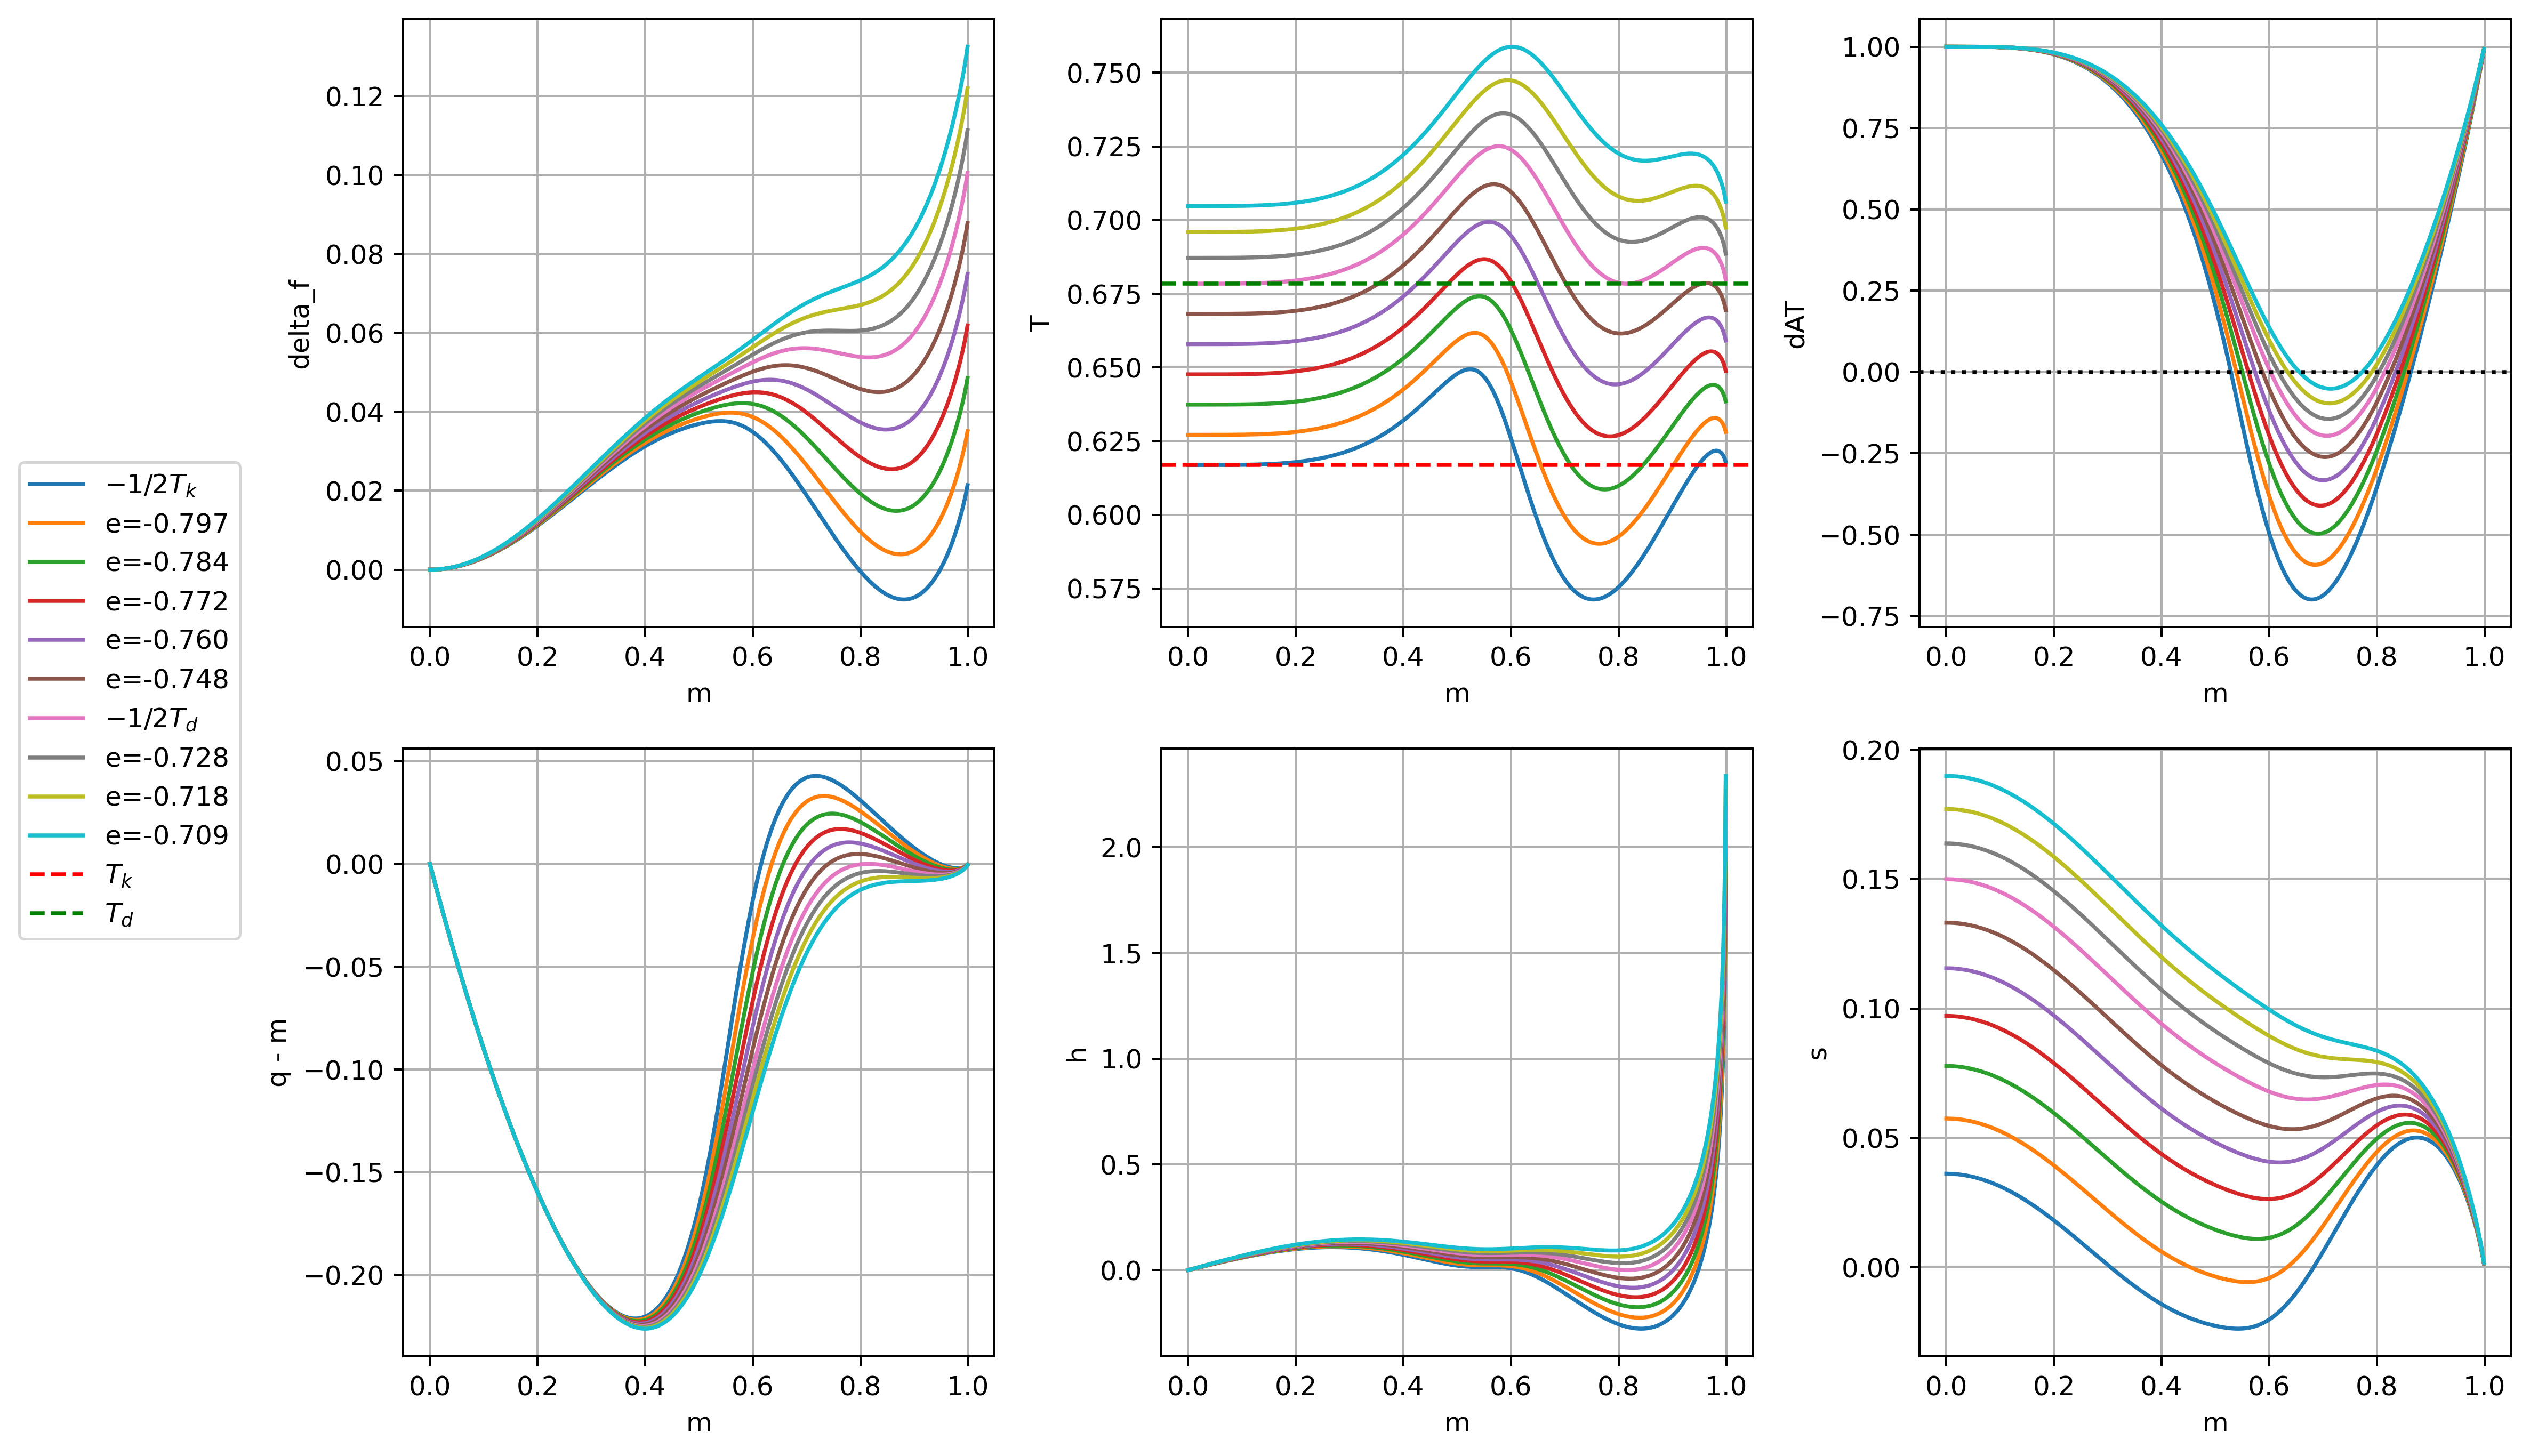 0.12
0.10
0.08
0.06
0.04
0.02
0.00
delta_f
0.0 0.2 0.4 0.6 0.8 1.0
m
0.750
0.725
0.700
0.675
0.650
0.625
0.600
0.575
T
0.0 0.2 0.4 0.6 0.8 1.0
m
1.00
0.75
0.50
0.25
0.00
−0.25
−0.50
−0.75
dAT
0.0 0.2 0.4 0.6 0.8 1.0
m
−1/2T_k
e=-0.797
e=-0.784
e=-0.772
e=-0.760
e=-0.748
−1/2T_d
e=-0.728
e=-0.718
e=-0.709
T_k
T_d
0.05
0.00
−0.05
−0.10
−0.15
−0.20
q - m
0.0 0.2 0.4 0.6 0.8 1.0
m
2.0
1.5
1.0
0.5
0.0
h
0.0 0.2 0.4 0.6 0.8 1.0
m
0.20
0.15
0.10
0.05
0.00
s
0.0 0.2 0.4 0.6 0.8 1.0
m